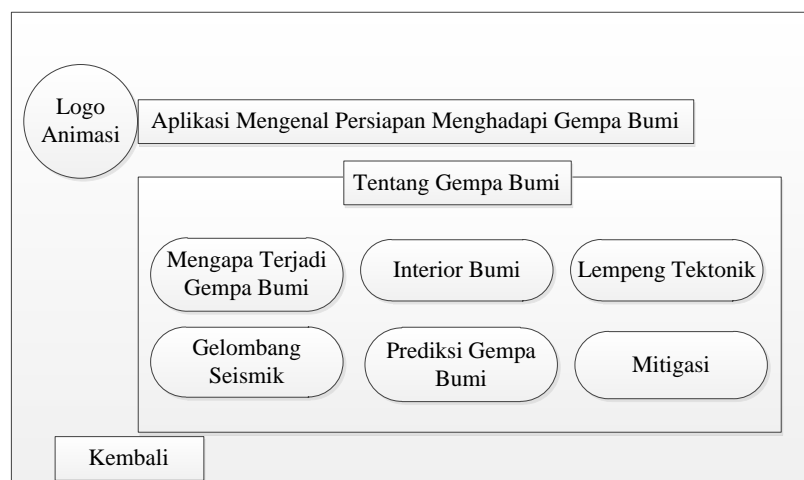 Logo
Animasi
Aplikasi Mengenal Persiapan Menghadapi Gempa Bumi
Tentang Gempa Bumi
Mengapa Terjadi
Gempa Bumi
Interior Bumi
Lempeng Tektonik
Gelombang
Seismik
Prediksi Gempa
Bumi
Mitigasi
Kembali